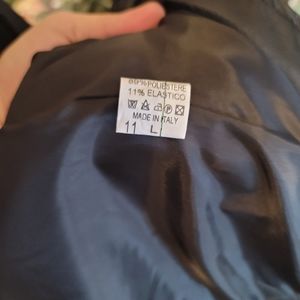 89% POLIESTERE
11% ELASTICO
MADE IN ITALY
11 L